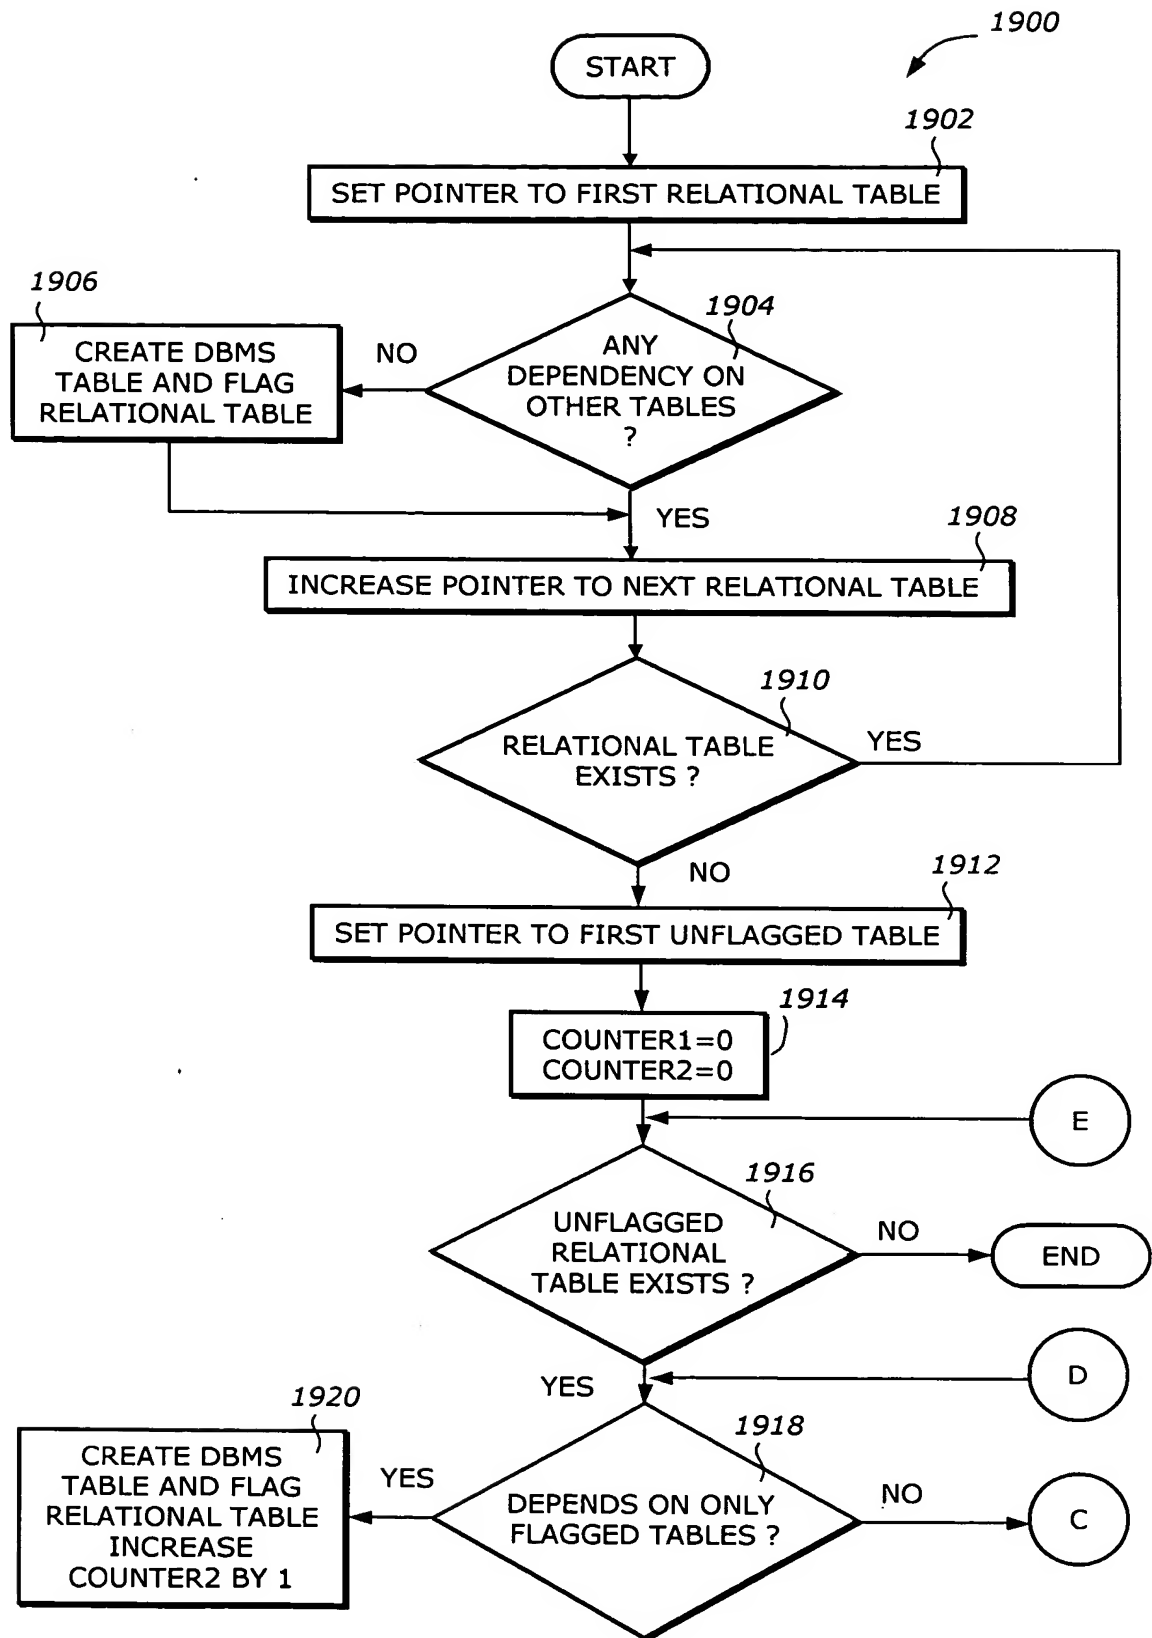 1900
START
1902
SET POINTER TO FIRST RELATIONAL TABLE
1904
ANY
DEPENDENCY ON
OTHER TABLES
?
1906
CREATE DBMS
TABLE AND FLAG
RELATIONAL TABLE
NO
YES
1908
INCREASE POINTER TO NEXT RELATIONAL TABLE
1910
RELATIONAL TABLE
EXISTS ?
YES
NO
1912
SET POINTER TO FIRST UNFLAGGED TABLE
1914
COUNTER1=0
COUNTER2=0
E
1916
UNFLAGGED
RELATIONAL
TABLE EXISTS ?
NO
END
YES
D
1918
DEPENDS ON ONLY
FLAGGED TABLES ?
NO
C
YES
1920
CREATE DBMS
TABLE AND FLAG
RELATIONAL TABLE
INCREASE
COUNTER2 BY 1